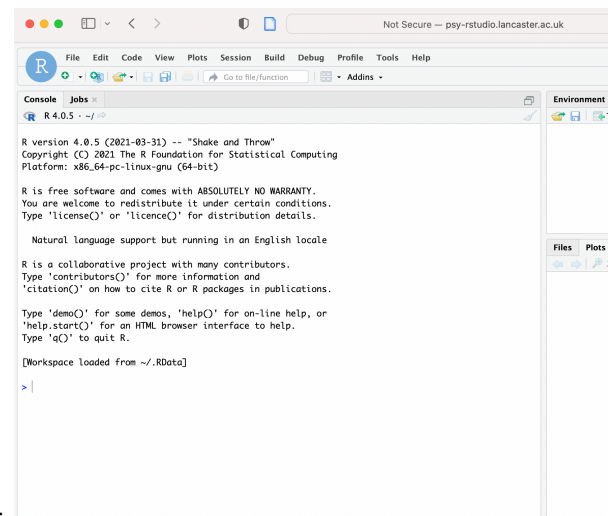 Not Secure — psy-rstudio.lancaster.ac.uk
R
File Edit Code View Plots Session Build Debug Profile Tools Help
Go to file/function
Addins
Console Jobs
Environment
R R 4.0.5 · ~/
R version 4.0.5 (2021-03-31) -- "Shake and Throw"
Copyright (C) 2021 The R Foundation for Statistical Computing
Platform: x86_64-pc-linux-gnu (64-bit)
R is free software and comes with ABSOLUTELY NO WARRANTY.
You are welcome to redistribute it under certain conditions.
Type 'license()' or 'licence()' for distribution details.
Natural language support but running in an English locale
R is a collaborative project with many contributors.
Type 'contributors()' for more information and
'citation()' on how to cite R or R packages in publications.
Type 'demo()' for some demos, 'help()' for on-line help, or
'help.start()' for an HTML browser interface to help.
Type 'q()' to quit R.
[Workspace loaded from ~/.RData]
>
Files Plots